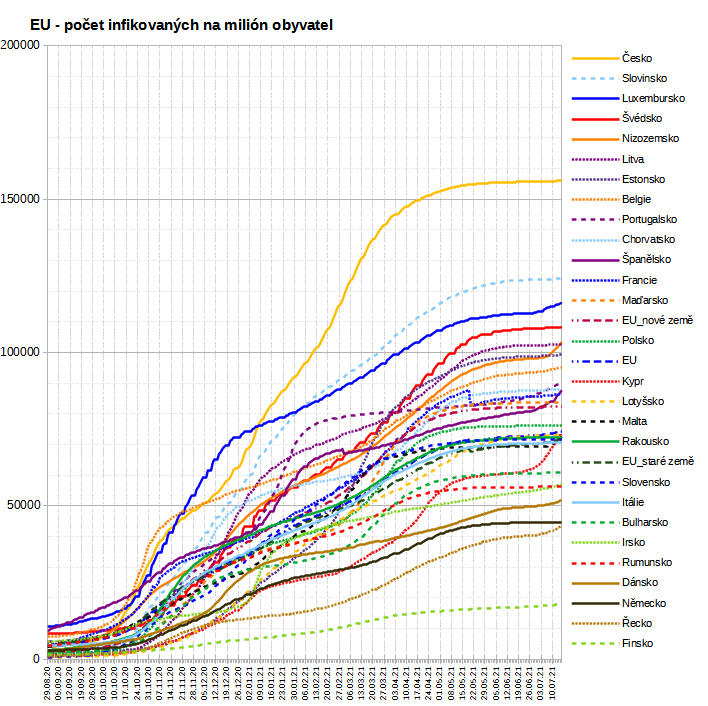 EU - počet infikovaných na milión obyvatel
200000
150000
100000
50000
0
29.08.20
05.09.20
12.09.20
19.09.20
26.09.20
03.10.20
10.10.20
17.10.20
24.10.20
31.10.20
07.11.20
14.11.20
21.11.20
28.11.20
05.12.20
12.12.20
19.12.20
26.12.20
02.01.21
09.01.21
16.01.21
23.01.21
30.01.21
06.02.21
13.02.21
20.02.21
27.02.21
06.03.21
13.03.21
20.03.21
27.03.21
03.04.21
10.04.21
17.04.21
24.04.21
01.05.21
08.05.21
15.05.21
22.05.21
29.05.21
05.06.21
12.06.21
19.06.21
26.06.21
03.07.21
10.07.21
Česko
Slovinsko
Luxembursko
Švédsko
Nizozemsko
Litva
Estonsko
Belgie
Portugalsko
Chorvatsko
Španělsko
Francie
Maďarsko
EU_nové země
Polsko
EU
Kypr
Lotyšsko
Malta
Rakousko
EU_staré země
Slovensko
Itálie
Bulharsko
Irsko
Rumunsko
Dánsko
Německo
Řecko
Finsko